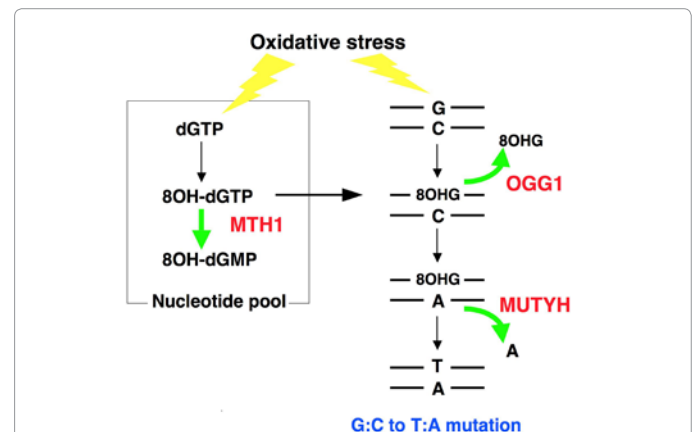 Oxidative stress
dGTP
8OH-dGTP
MTH1
8OH-dGMP
Nucleotide pool
G
C
8OHG
OGG1
8OHG
C
8OHG
A
MUTYH
A
T
A
G:C to T:A mutation